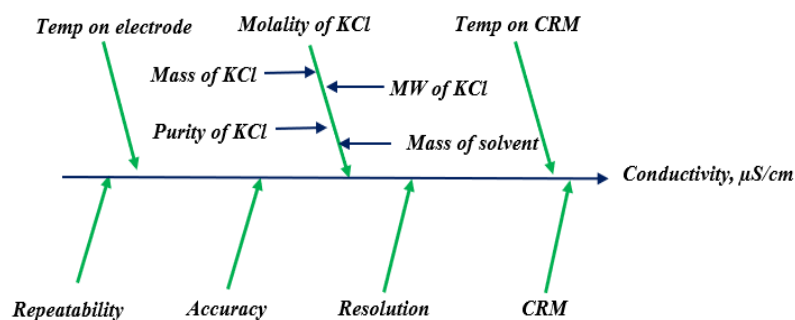 Temp on electrode
Molality of KCl
Temp on CRM
Mass of KCl
MW of KCl
Purity of KCl
Mass of solvent
Conductivity, μS/cm
Repeatability
Accuracy
Resolution
CRM